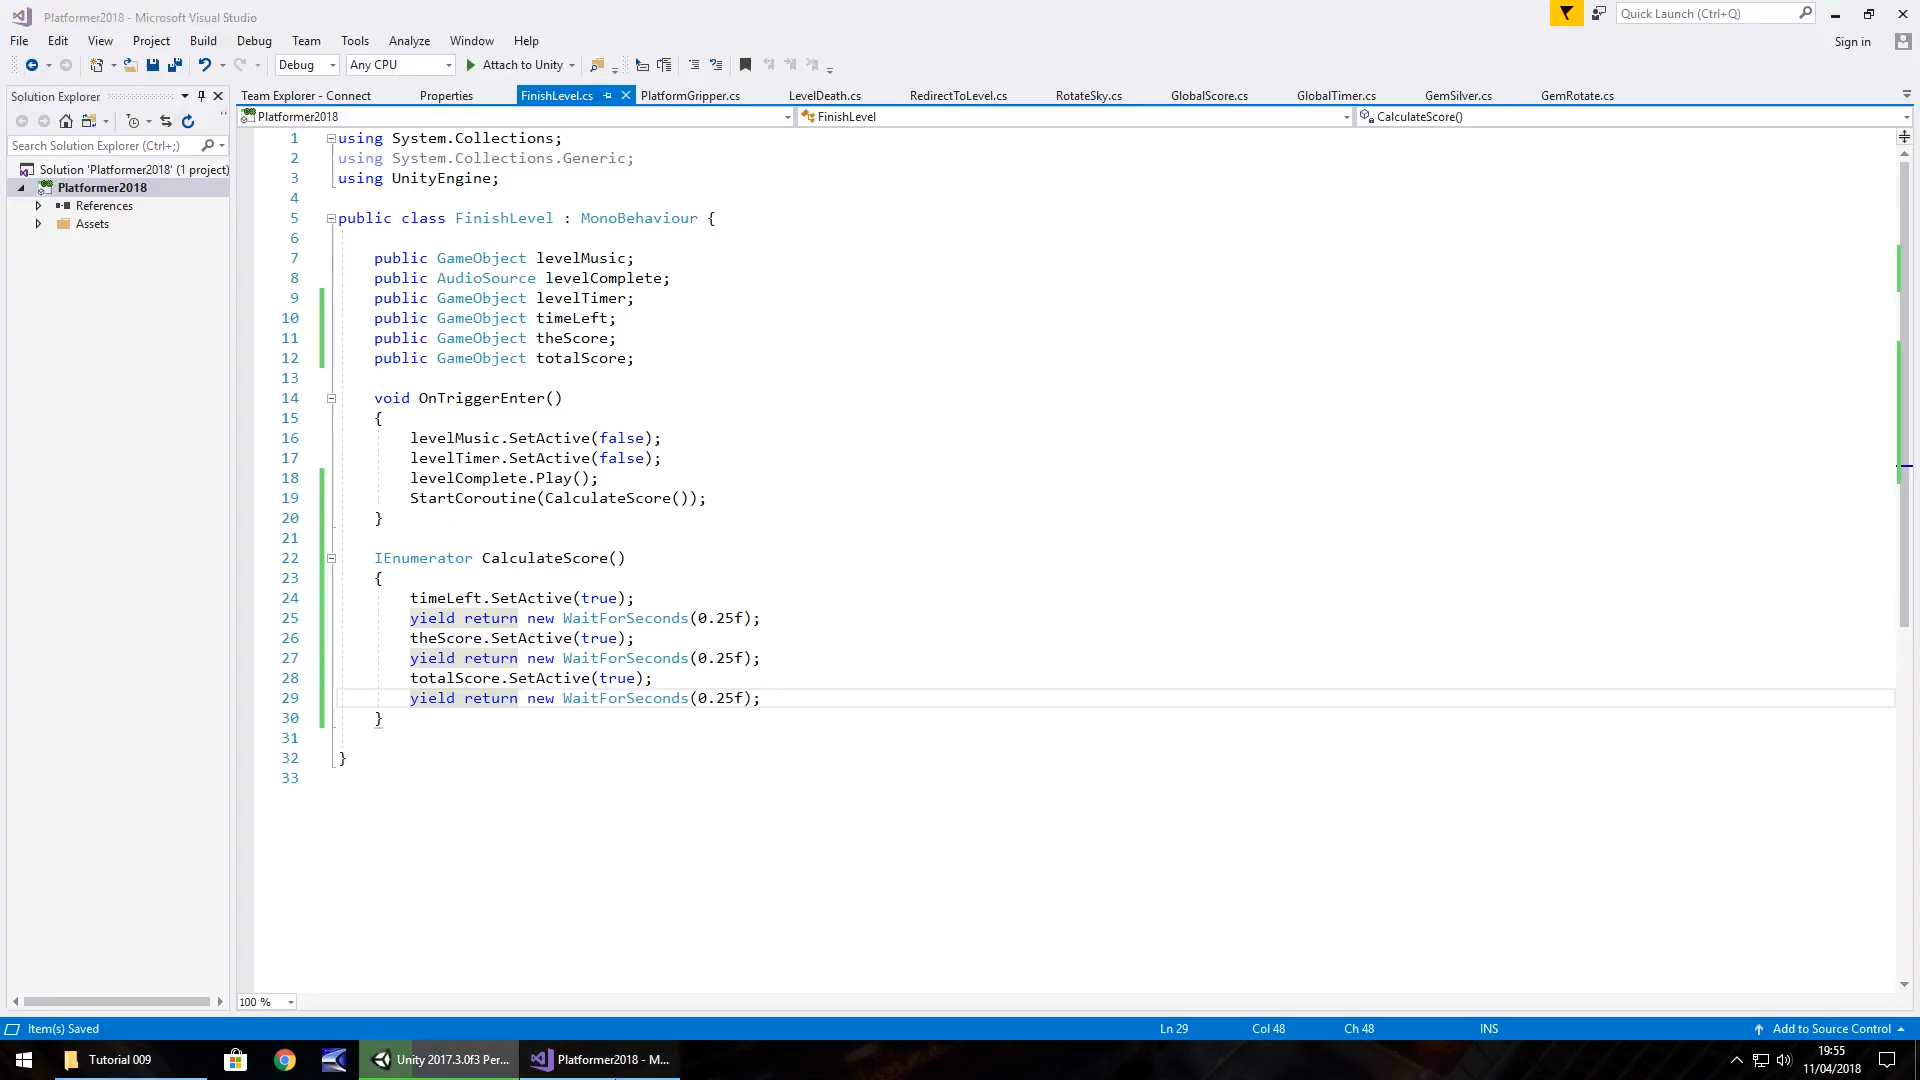 Platformer2018 - Microsoft Visual Studio
Quick Launch (Ctrl+Q)
File Edit View Project Build Debug Team Tools Analyze Window Help
Sign in
Debug Any CPU Attach to Unity
Solution Explorer
Team Explorer - Connect Properties FinishLevel.cs PlatformGripper.cs LevelDeath.cs RedirectToLevel.cs RotateSky.cs GlobalScore.cs GlobalTimer.cs GemSilver.cs GemRotate.cs
Platformer2018 FinishLevel CalculateScore()
Search Solution Explorer (Ctrl+;)
Solution 'Platformer2018' (1 project)
Platformer2018
References
Assets
1 using System.Collections;
2 using System.Collections.Generic;
3 using UnityEngine;
4
5 public class FinishLevel : MonoBehaviour {
6
7 public GameObject levelMusic;
8 public AudioSource levelComplete;
9 public GameObject levelTimer;
10 public GameObject timeLeft;
11 public GameObject theScore;
12 public GameObject totalScore;
13
14 void OnTriggerEnter()
15 {
16 levelMusic.SetActive(false);
17 levelTimer.SetActive(false);
18 levelComplete.Play();
19 StartCoroutine(CalculateScore());
20 }
21
22 IEnumerator CalculateScore()
23 {
24 timeLeft.SetActive(true);
25 yield return new WaitForSeconds(0.25f);
26 theScore.SetActive(true);
27 yield return new WaitForSeconds(0.25f);
28 totalScore.SetActive(true);
29 yield return new WaitForSeconds(0.25f);
30 }
31
32 }
33
100 %
Item(s) Saved Ln 29 Col 48 Ch 48 INS Add to Source Control
Tutorial 009 Unity 2017.3.0f3 Per... Platformer2018 - M...
19:55
11/04/2018